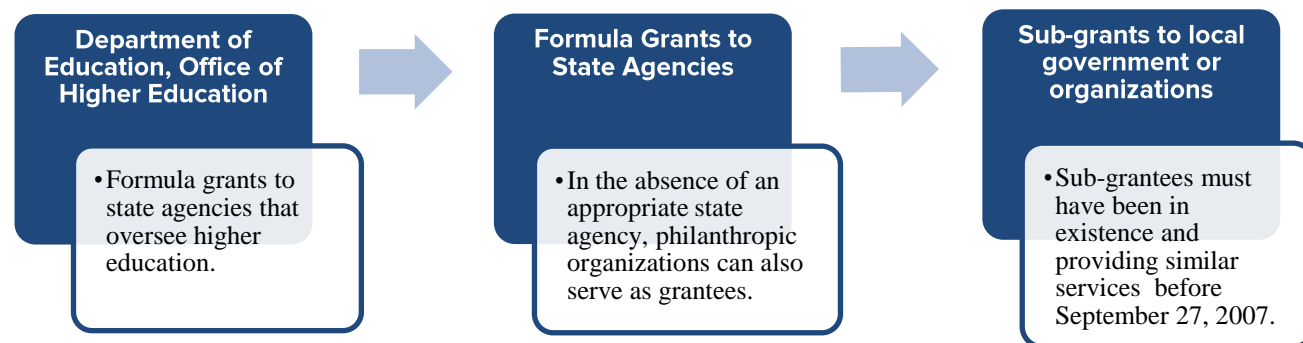 Department of
Education, Office of
Higher Education
•Formula grants to
state agencies that
oversee higher
education.
Formula Grants to
State Agencies
•In the absence of an
appropriate state
agency, philanthropic
organizations can also
serve as grantees.
Sub-grants to local
government or
organizations
•Sub-grantees must
have been in
existence and
providing similar
services before
September 27, 2007.